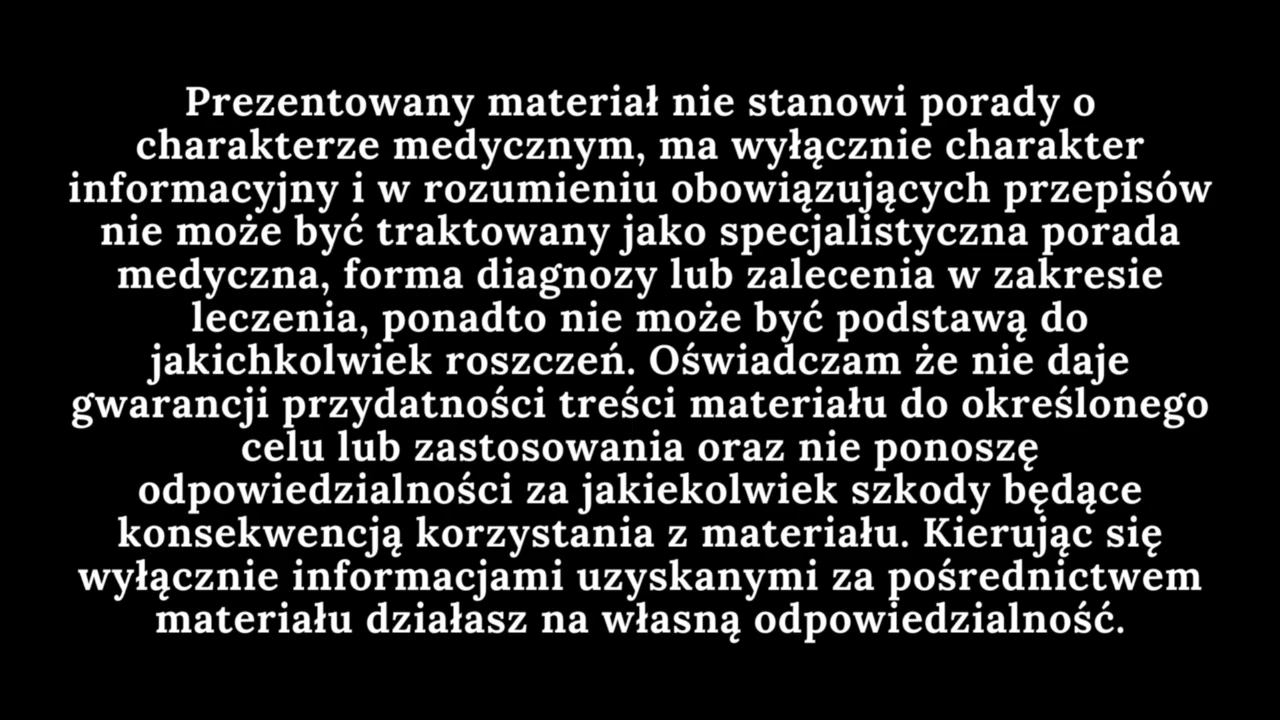 Prezentowany materiał nie stanowi porady o
charakterze medycznym, ma wyłącznie charakter
informacyjny i w rozumieniu obowiązujących przepisów
nie może być traktowany jako specjalistyczna porada
medyczna, forma diagnozy lub zalecenia w zakresie
leczenia, ponadto nie może być podstawą do
jakichkolwiek roszczeń. Oświadczam że nie daje
gwarancji przydatności treści materiału do określonego
celu lub zastosowania oraz nie ponoszę
odpowiedzialności za jakiekolwiek szkody będące
konsekwencją korzystania z materiału. Kierując się
wyłącznie informacjami uzyskanymi za pośrednictwem
materiału działasz na własną odpowiedzialność.